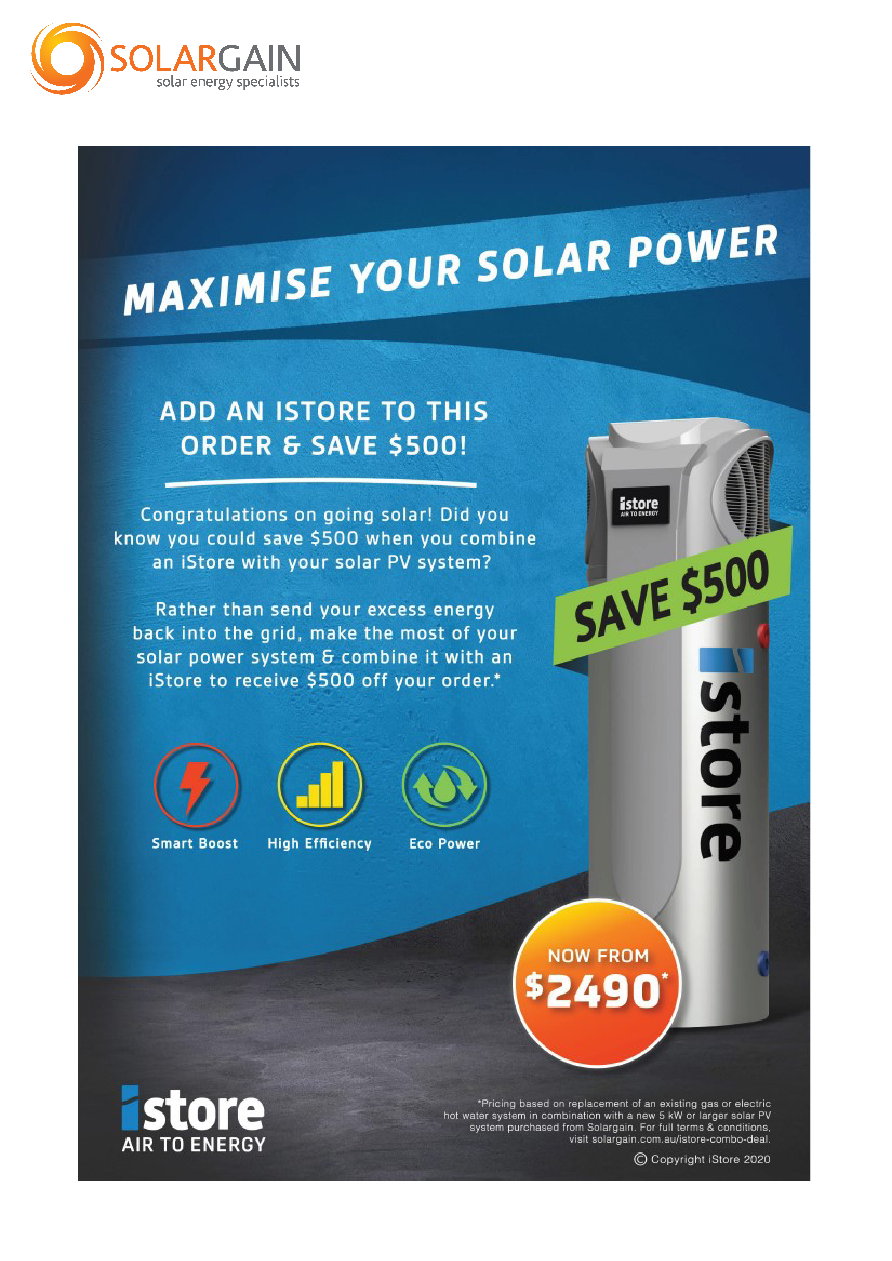 SOLARGAIN
solar energy specialists
MAXIMISE YOUR SOLAR POWER
ADD AN ISTORE TO THIS
ORDER & SAVE $500!
Congratulations on going solar! Did you
know you could save $500 when you combine
an iStore with your solar PV system?
Rather than send your excess energy
back into the grid, make the most of your
solar power system & combine it with an
iStore to receive $500 off your order.*
Smart Boost High Efficiency Eco Power
istore
AIR TO ENERGY
SAVE $500
istore
NOW FROM
$2490*
istore
AIR TO ENERGY
*Pricing based on replacement of an existing gas or electric
hot water system in combination with a new 5 kW or larger solar PV
system purchased from Solargain. For full terms & conditions,
visit solargain.com.au/istore-combo-deal.
© Copyright iStore 2020